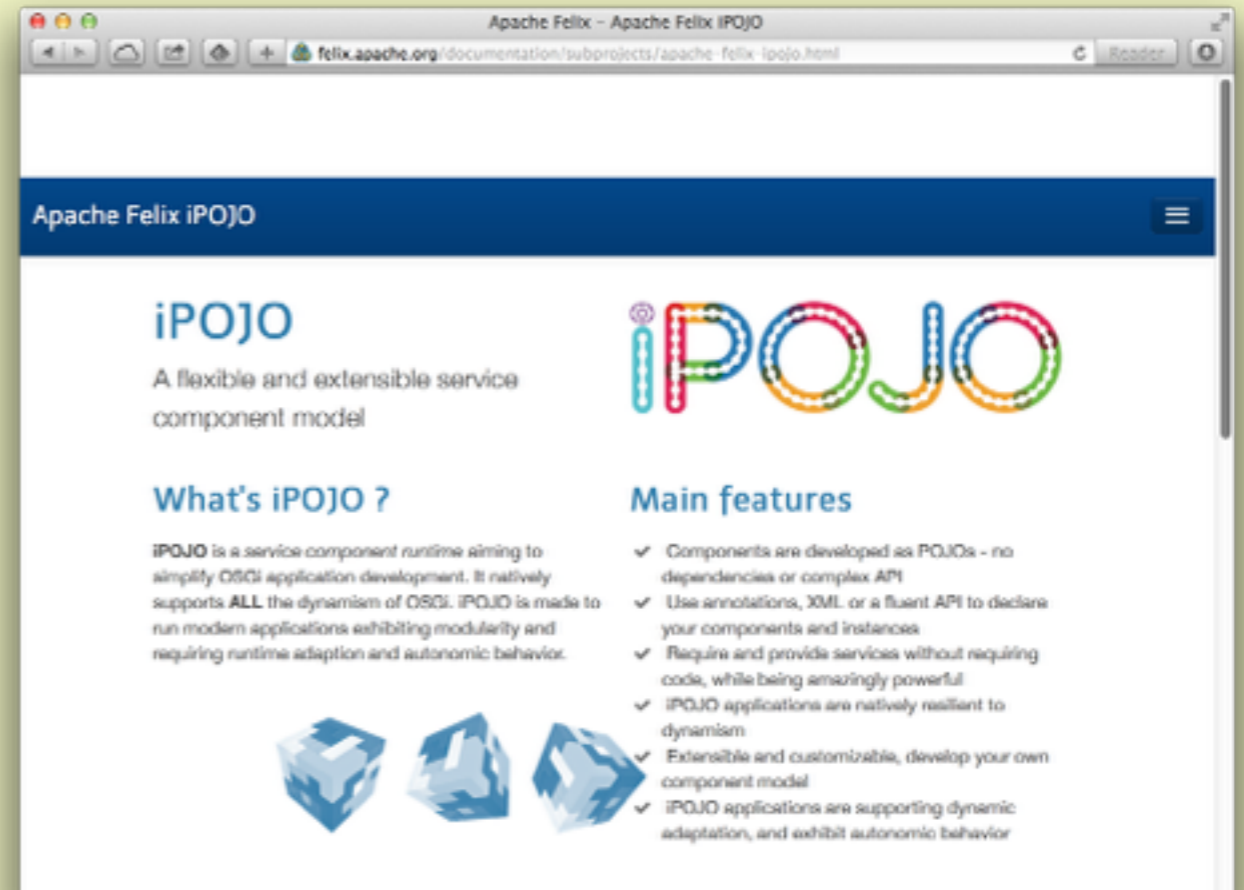 Apache Felix – Apache Felix iPOJO
felix.apache.org/documentation/subprojects/apache-felix-ipojo.html
Reader
Apache Felix iPOJO
iPOJO
A flexible and extensible service
component model
iPOJO
What's iPOJO ?
iPOJO is a service component runtime aiming to
simplify OSGi application development. It natively
supports ALL the dynamism of OSGi. iPOJO is made to
run modern applications exhibiting modularity and
requiring runtime adaption and autonomic behavior.
Main features
Components are developed as POJOs - no
dependencies or complex API
Use annotations, XML or a fluent API to declare
your components and instances
Require and provide services without requiring
code, while being amazingly powerful
iPOJO applications are natively resilient to
dynamism
Extensible and customizable, develop your own
component model
iPOJO applications are supporting dynamic
adaptation, and exhibit autonomic behavior